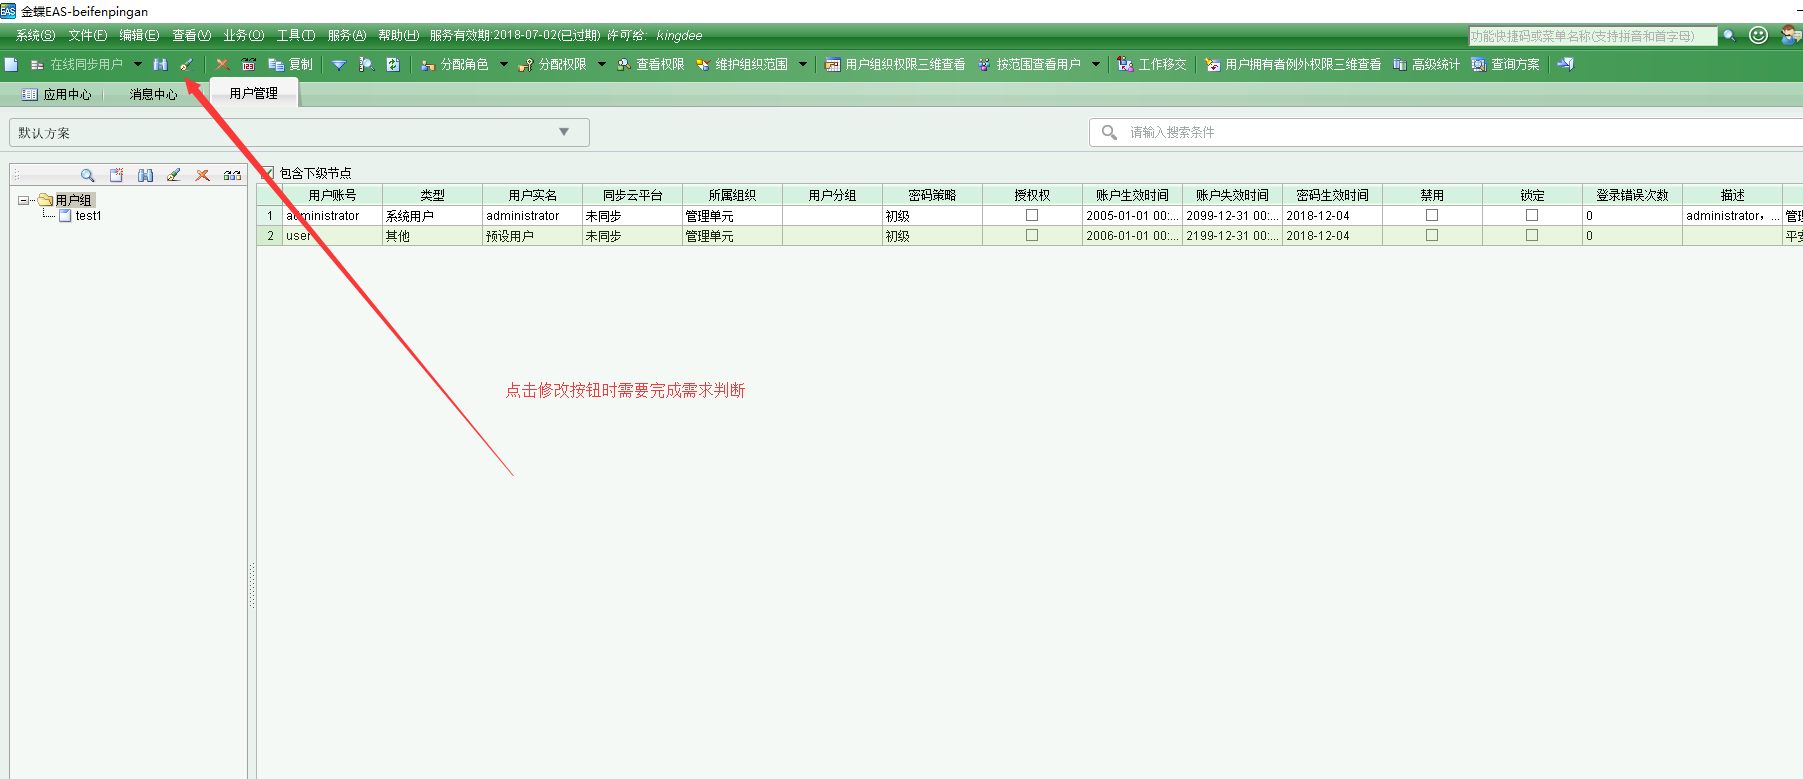 金蝶EAS-beifenpingan
系统(S) 文件(F) 编辑(E) 查看(V) 业务(O) 工具(T) 服务(A) 帮助(H) 服务有效期:2018-07-02(已过期) 许可给: kingdee 功能快捷码或菜单名称(支持拼音和首字母)
在线同步用户 复制 分配角色 分配权限 查看权限 维护组织范围 用户组织权限三维查看 按范围查看用户 工作移交 用户拥有者例外权限三维查看 高级统计 查询方案
应用中心 消息中心 用户管理
默认方案 请输入搜索条件
包含下级节点
用户组
test1
用户账号 类型 用户实名 同步云平台 所属组织 用户分组 密码策略 授权权 账户生效时间 账户失效时间 密码生效时间 禁用 锁定 登录错误次数 描述
1 administrator 系统用户 administrator 未同步 管理单元 初级 2005-01-01 00:... 2099-12-31 00:... 2018-12-04 0 administrator，... 管理
2 user 其他 预设用户 未同步 管理单元 初级 2006-01-01 00:... 2199-12-31 00:... 2018-12-04 0 平安
点击修改按钮时需要完成需求判断